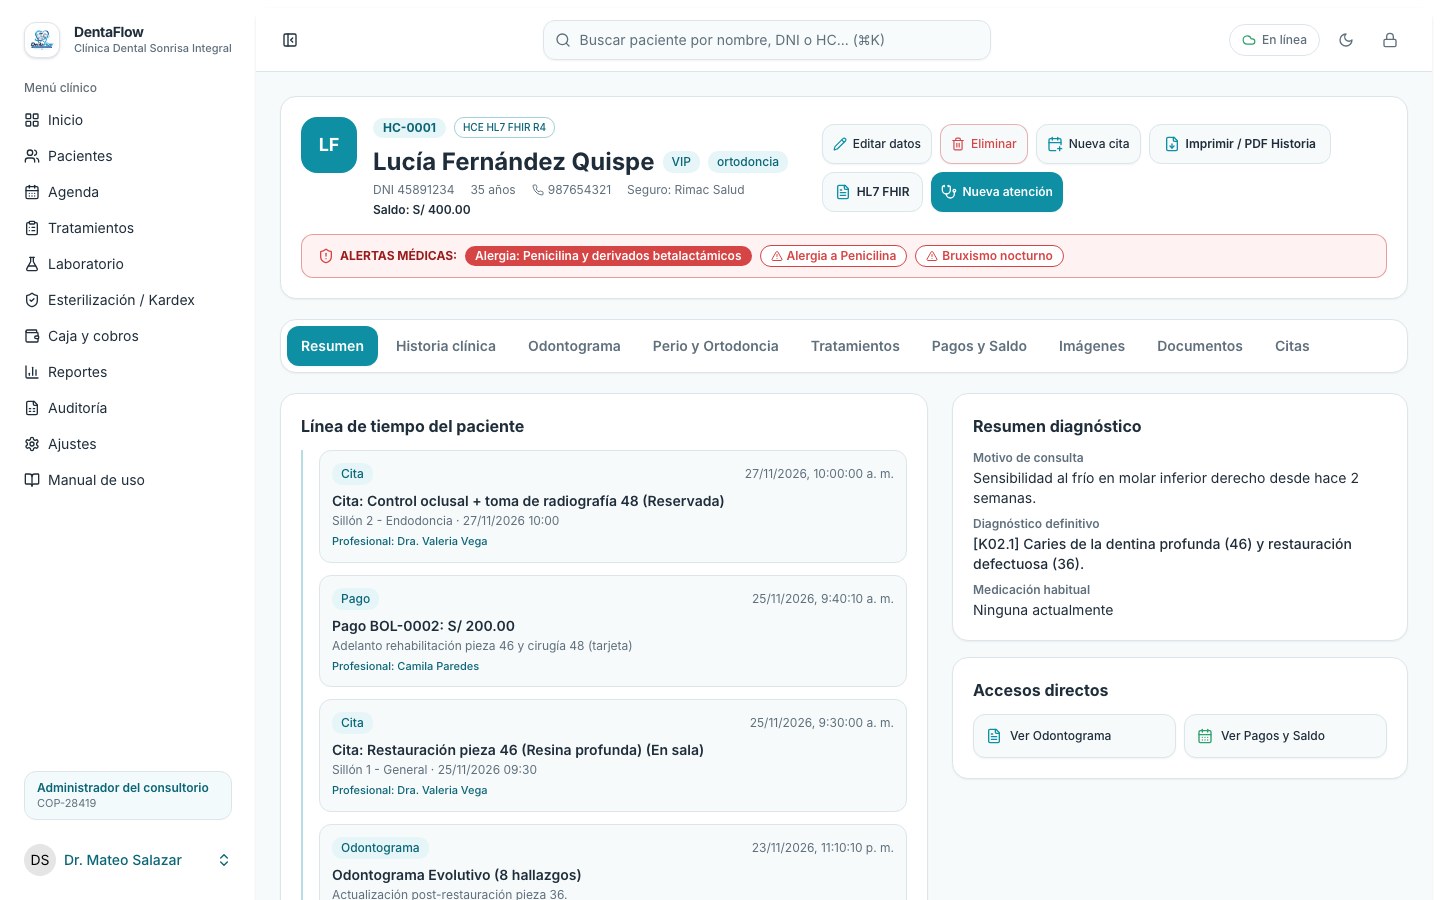 DentaFlow
Clínica Dental Sonrisa Integral
Menú clínico
Inicio
Pacientes
Agenda
Tratamientos
Laboratorio
Esterilización / Kardex
Caja y cobros
Reportes
Auditoría
Ajustes
Manual de uso
Administrador del consultorio
COP-28419
DS Dr. Mateo Salazar
Buscar paciente por nombre, DNI o HC... (⌘K)
En línea
LF
HC-0001 HCE HL7 FHIR R4
Lucía Fernández Quispe VIP ortodoncia
DNI 45891234 35 años 987654321 Seguro: Rimac Salud
Saldo: S/ 400.00
Editar datos Eliminar Nueva cita Imprimir / PDF Historia
HL7 FHIR Nueva atención
ALERTAS MÉDICAS: Alergia: Penicilina y derivados betalactámicos Alergia a Penicilina Bruxismo nocturno
Resumen Historia clínica Odontograma Perio y Ortodoncia Tratamientos Pagos y Saldo Imágenes Documentos Citas
Línea de tiempo del paciente
Cita 27/11/2026, 10:00:00 a. m.
Cita: Control oclusal + toma de radiografía 48 (Reservada)
Sillón 2 - Endodoncia · 27/11/2026 10:00
Profesional: Dra. Valeria Vega
Pago 25/11/2026, 9:40:10 a. m.
Pago BOL-0002: S/ 200.00
Adelanto rehabilitación pieza 46 y cirugía 48 (tarjeta)
Profesional: Camila Paredes
Cita 25/11/2026, 9:30:00 a. m.
Cita: Restauración pieza 46 (Resina profunda) (En sala)
Sillón 1 - General · 25/11/2026 09:30
Profesional: Dra. Valeria Vega
Odontograma 23/11/2026, 11:10:10 p. m.
Odontograma Evolutivo (8 hallazgos)
Actualización post-restauración pieza 36.
Resumen diagnóstico
Motivo de consulta
Sensibilidad al frío en molar inferior derecho desde hace 2
semanas.
Diagnóstico definitivo
[K02.1] Caries de la dentina profunda (46) y restauración
defectuosa (36).
Medicación habitual
Ninguna actualmente
Accesos directos
Ver Odontograma Ver Pagos y Saldo